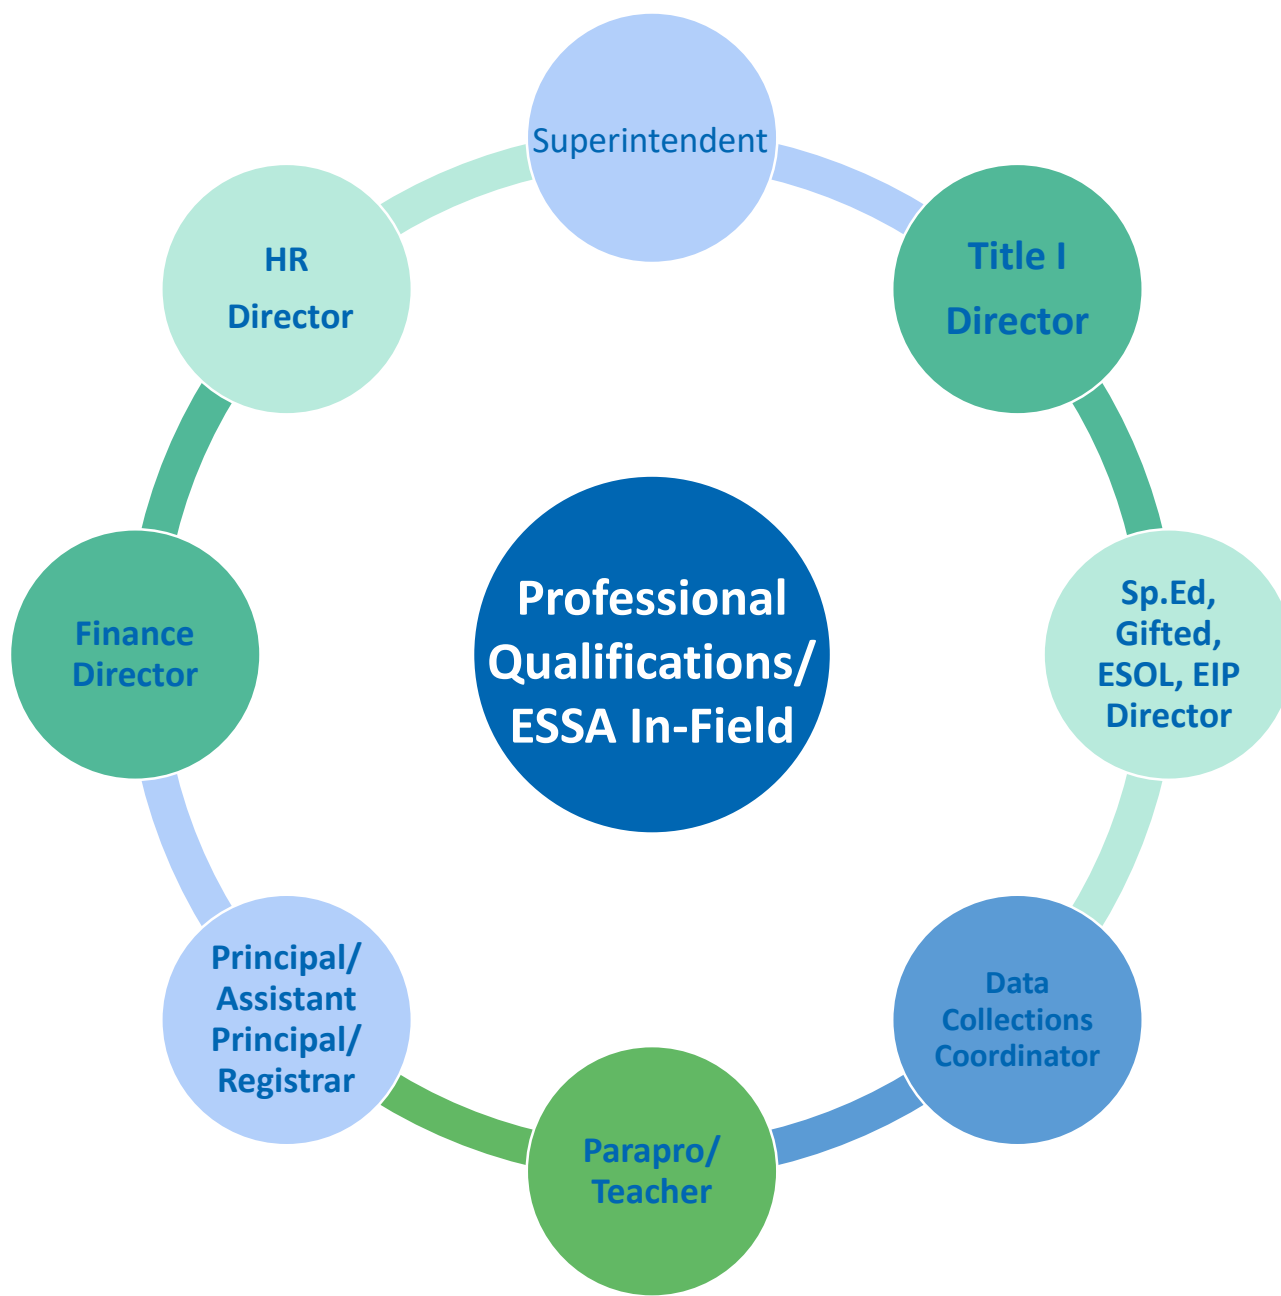 Superintendent
Title I
Director
Sp.Ed,
Gifted,
ESOL, EIP
Director
Data
Collections
Coordinator
Parapro/
Teacher
Principal/
Assistant
Principal/
Registrar
Finance
Director
HR
Director
Professional
Qualifications/
ESSA In-Field